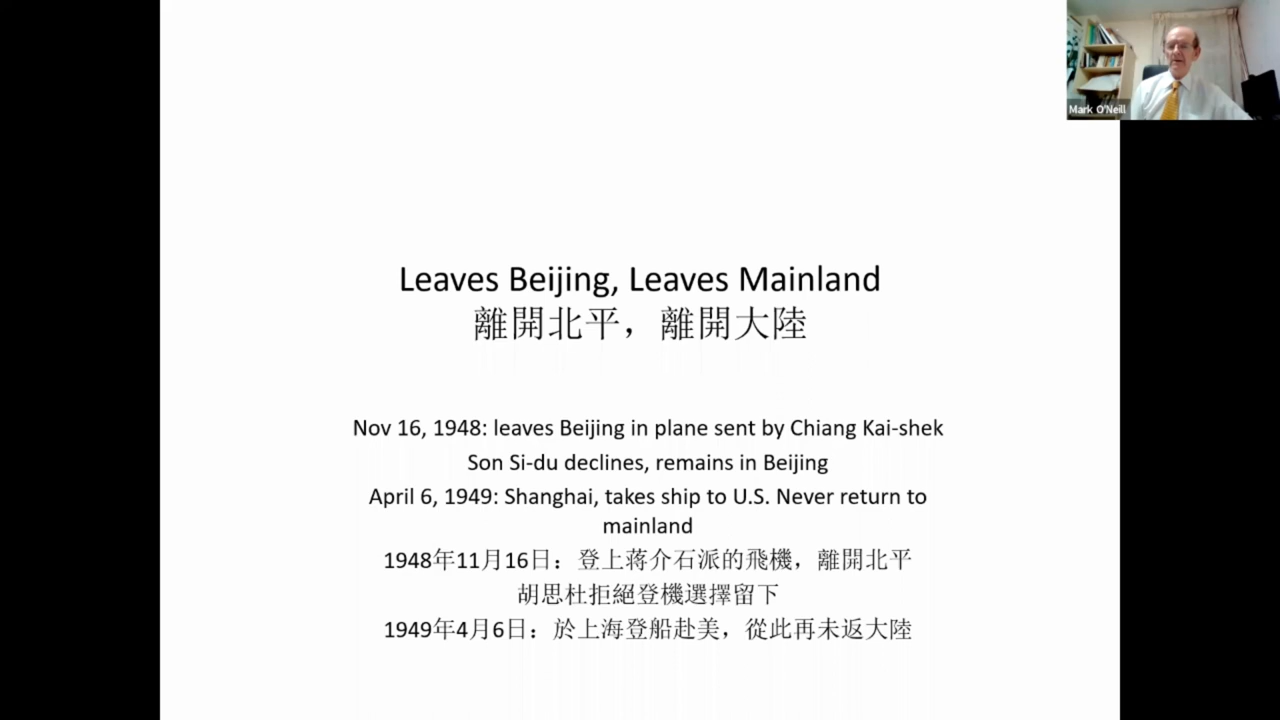 Mark O'Neill
Leaves Beijing, Leaves Mainland
離開北平，離開大陸
Nov 16, 1948: leaves Beijing in plane sent by Chiang Kai-shek
Son Si-du declines, remains in Beijing
April 6, 1949: Shanghai, takes ship to U.S. Never return to
mainland
1948年11月16日：登上蒋介石派的飛機，離開北平
胡思杜拒絕登機選擇留下
1949年4月6日：於上海登船赴美，從此再未返大陸